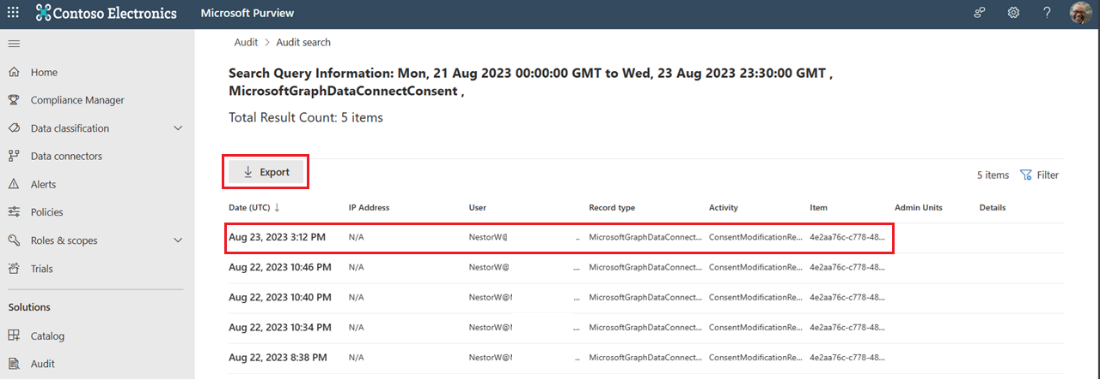 Contoso Electronics Microsoft Purview ?
Audit > Audit search
Home
Compliance Manager
Data classification
Data connectors
Alerts
Policies
Roles & scopes
Trials
Solutions
Catalog
Audit
Search Query Information: Mon, 21 Aug 2023 00:00:00 GMT to Wed, 23 Aug 2023 23:30:00 GMT ,
MicrosoftGraphDataConnectConsent ,
Total Result Count: 5 items
Export 5 items Filter
Date (UTC) ↓ IP Address User Record type Activity Item Admin Units Details
Aug 23, 2023 3:12 PM N/A NestorW@ ... MicrosoftGraphDataConnect... ConsentModificationRe... 4e2aa76c-c778-48...
Aug 22, 2023 10:46 PM N/A NestorW@ ... MicrosoftGraphDataConnect... ConsentModificationRe... 4e2aa76c-c778-48...
Aug 22, 2023 10:40 PM N/A NestorW@ ... MicrosoftGraphDataConnect... ConsentModificationRe... 4e2aa76c-c778-48...
Aug 22, 2023 10:34 PM N/A NestorW@ ... MicrosoftGraphDataConnect... ConsentModificationRe... 4e2aa76c-c778-48...
Aug 22, 2023 8:38 PM N/A NestorW@ ... MicrosoftGraphDataConnect... ConsentModificationRe... 4e2aa76c-c778-48...